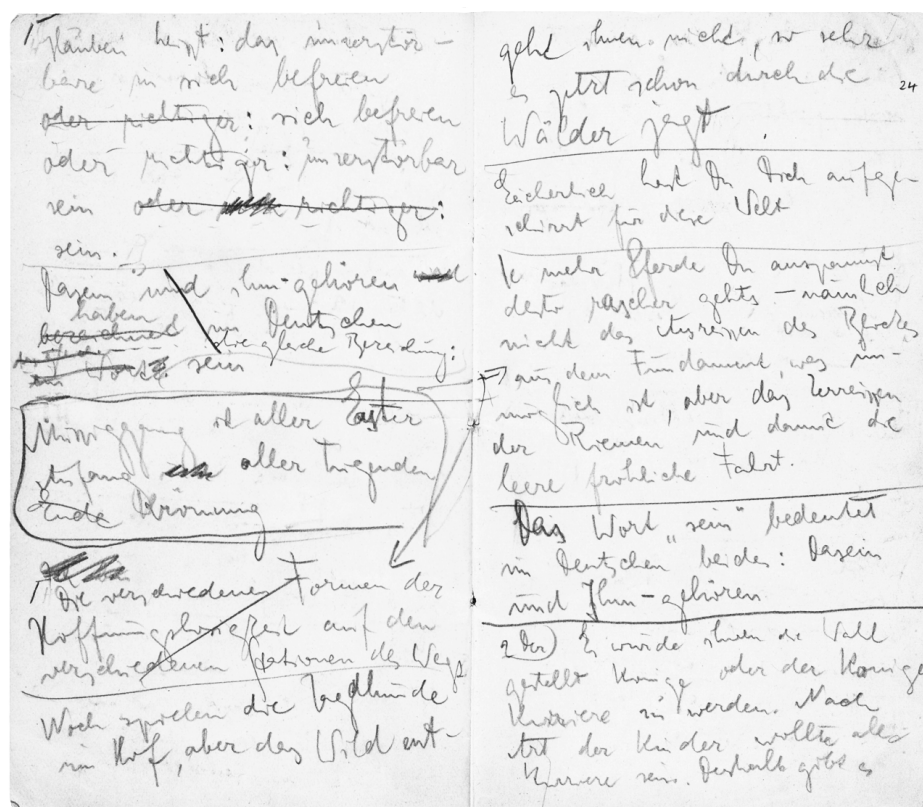 Glauben heißt: das unzerstör-
bare in sich befreien
oder richtiger: sich befreien
oder richtiger: unzerstörbar
sein oder richtiger:
sein.
Dasein und ihm-gehören
haben
bezeichnet im Deutschen
die gleiche Bezeichnung:
ein Wort: sein
Müssiggang ist aller Laster
Anfang aller Tugenden
Ende Krönung
Die verschiedenen Formen der
Hoffnungslosigkeit auf den
verschiedenen Stationen des Wegs
Noch spielen die Jagdhunde
im Hof, aber das Wild ent-
geht ihnen nicht, so sehr
es jetzt schon durch die
24
Wälder jagt
Lächerlich hast Du Dich aufge-
schirrt für diese Welt
Je mehr Pferde Du anspannst
desto rascher gehts – nämlich
nicht das Ausreissen des Blockes
aus dem Fundament, was un-
möglich ist, aber das Zerreissen
der Riemen und damit die
leere fröhliche Fahrt.
Das Wort „sein" bedeutet
im Deutschen beides: Dasein
und Ihm-gehören
Es wurde ihnen die Wahl
gestellt Könige oder der Könige
Kuriere zu werden. Nach
Art der Kinder wollten alle
Kuriere sein. Deshalb gibt es